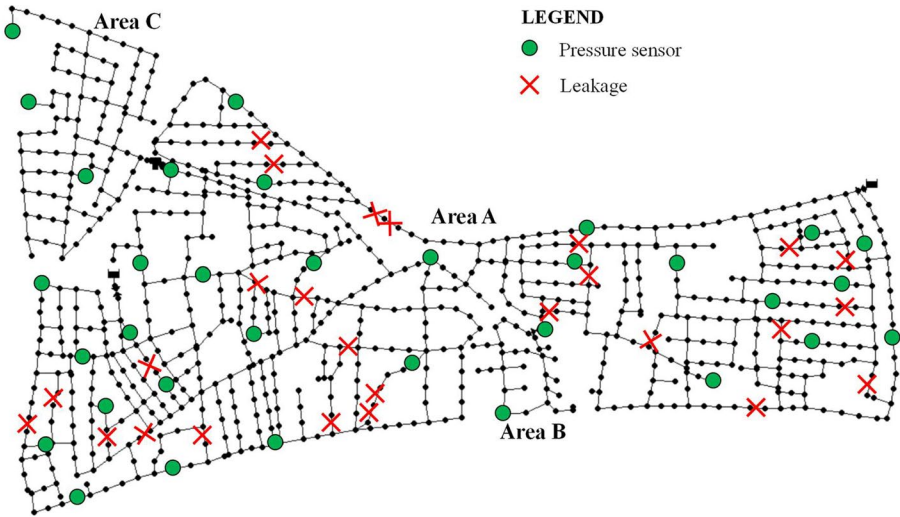 Area C
LEGEND
Pressure sensor
Leakage
Area A
Area B